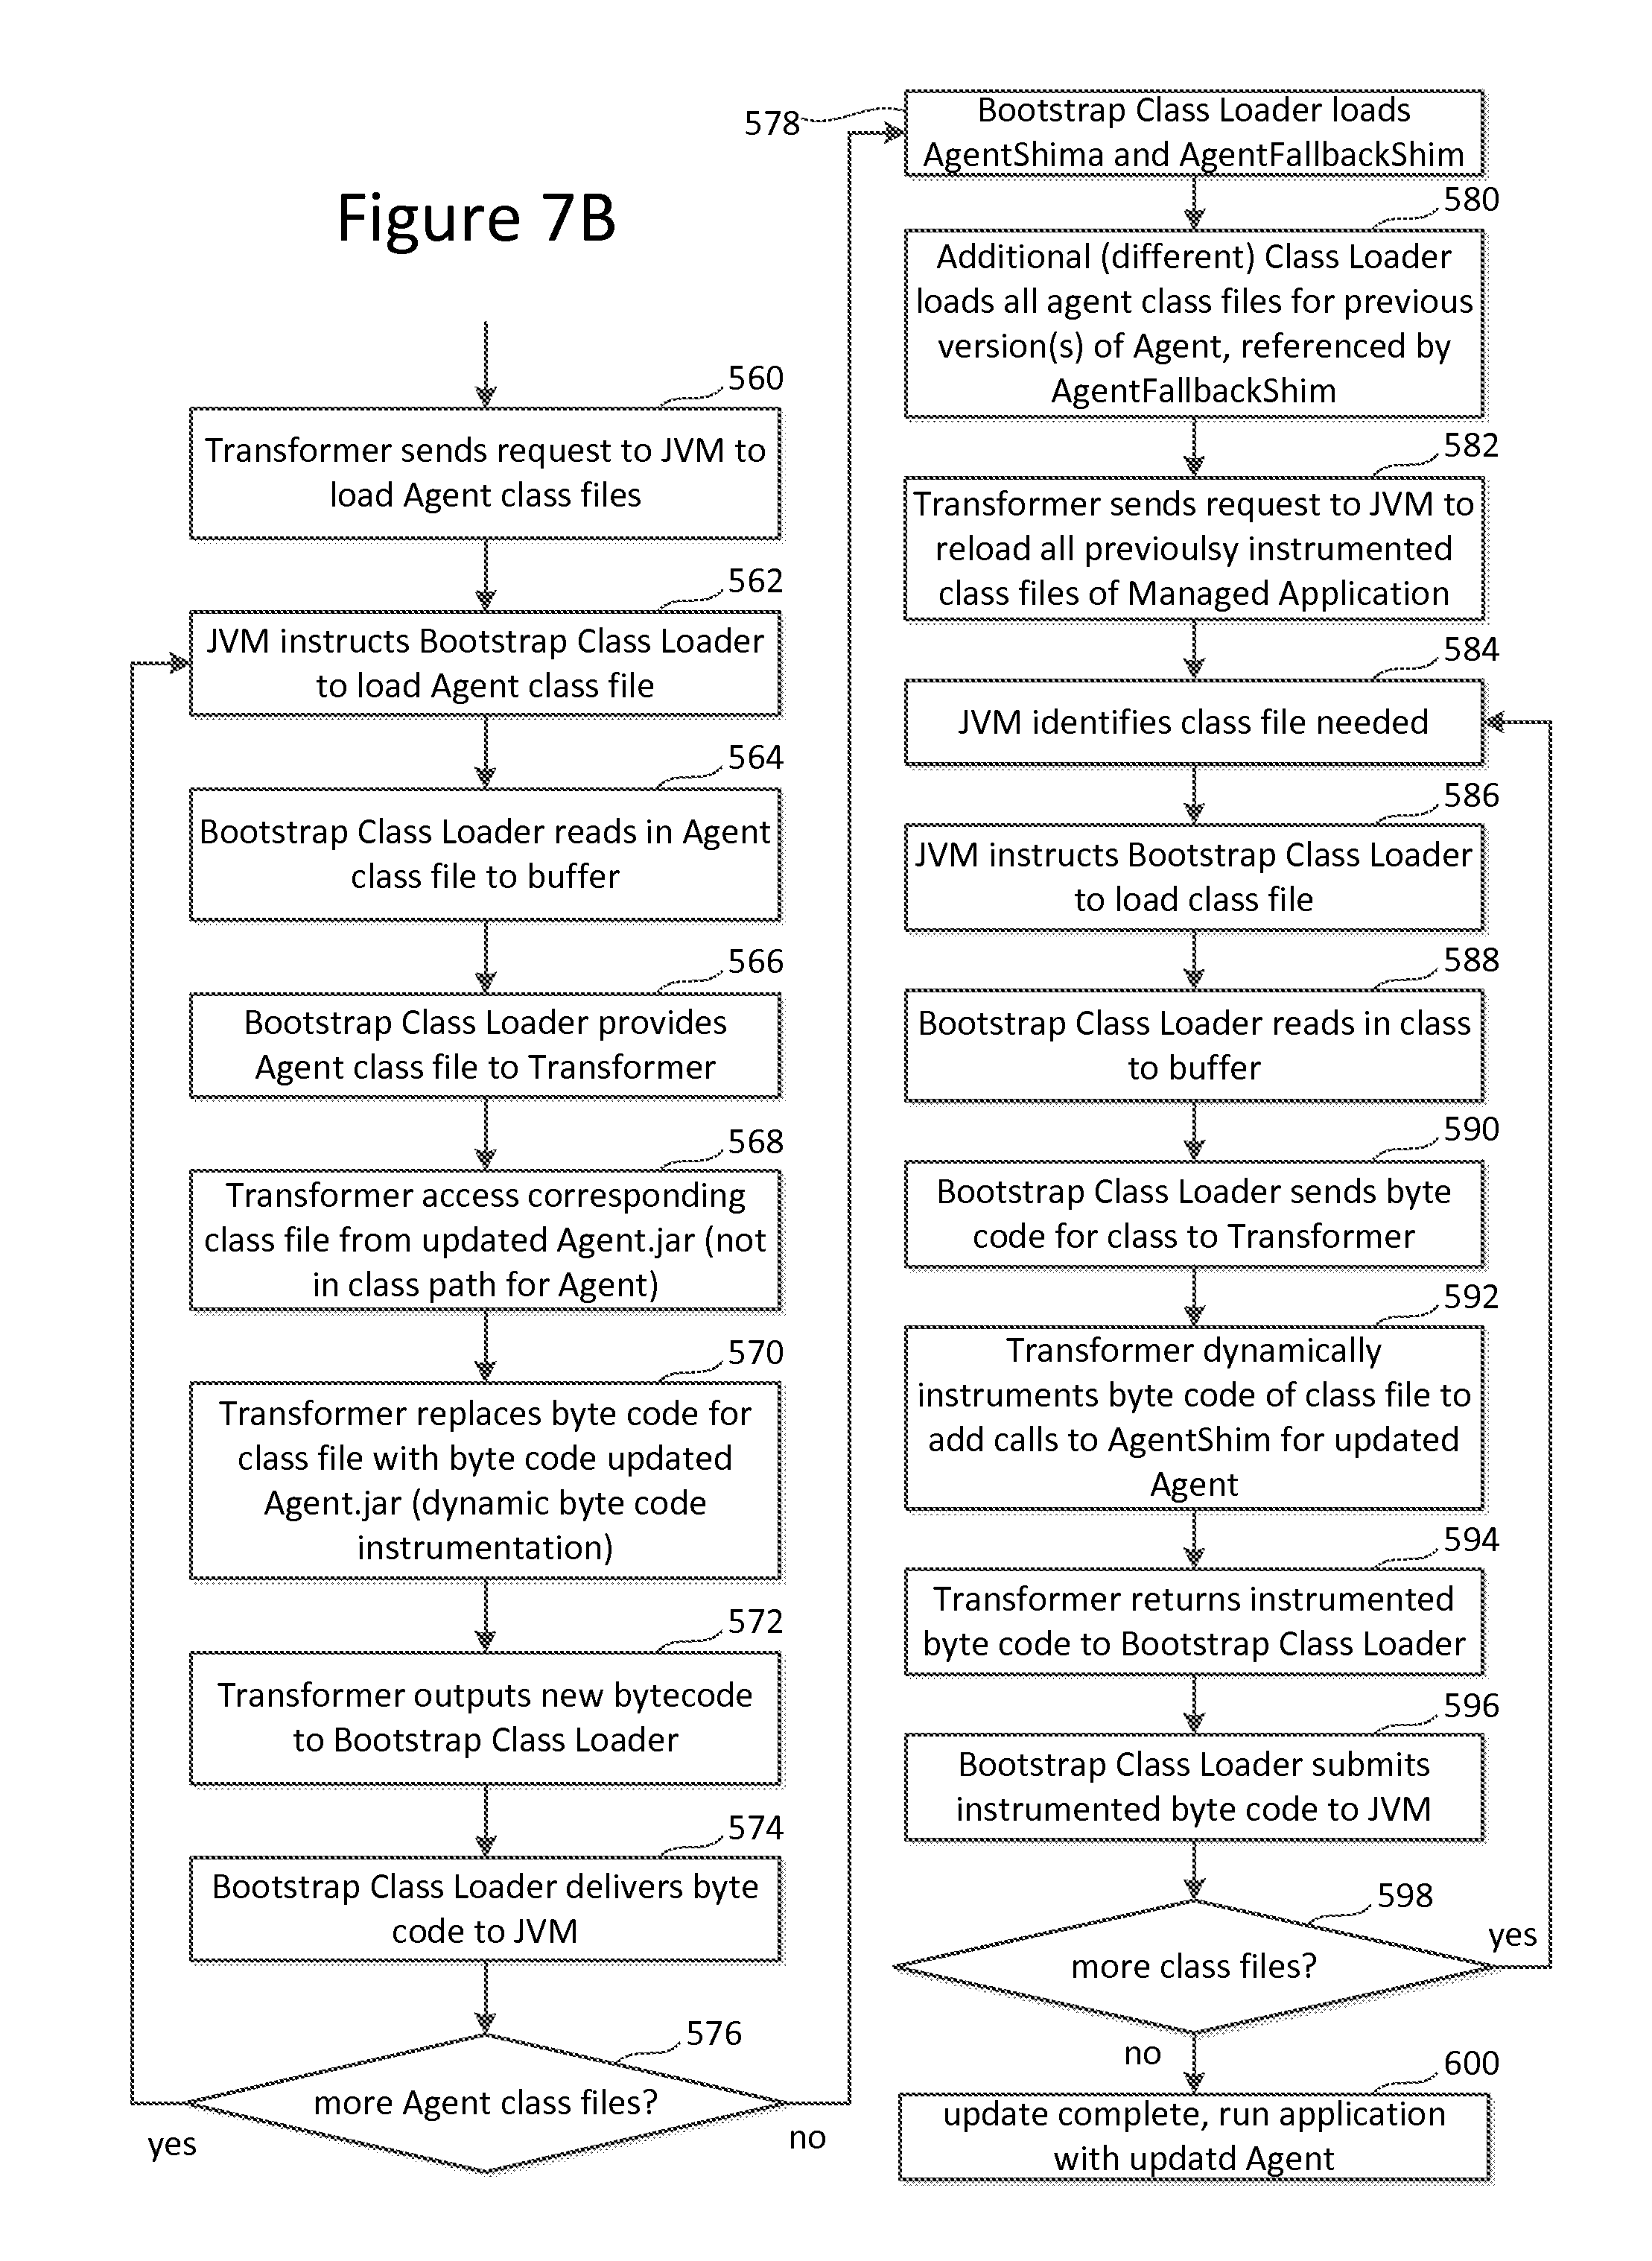 Figure 7B
560
Transformer sends request to JVM to
load Agent class files
562
JVM instructs Bootstrap Class Loader
to load Agent class file
564
Bootstrap Class Loader reads in Agent
class file to buffer
566
Bootstrap Class Loader provides
Agent class file to Transformer
568
Transformer access corresponding
class file from updated Agent.jar (not
in class path for Agent)
570
Transformer replaces byte code for
class file with byte code updated
Agent.jar (dynamic byte code
instrumentation)
572
Transformer outputs new bytecode
to Bootstrap Class Loader
574
Bootstrap Class Loader delivers byte
code to JVM
576
more Agent class files?
yes
no
578
Bootstrap Class Loader loads
AgentShima and AgentFallbackShim
580
Additional (different) Class Loader
loads all agent class files for previous
version(s) of Agent, referenced by
AgentFallbackShim
582
Transformer sends request to JVM to
reload all previoulsy instrumented
class files of Managed Application
584
JVM identifies class file needed
586
JVM instructs Bootstrap Class Loader
to load class file
588
Bootstrap Class Loader reads in class
to buffer
590
Bootstrap Class Loader sends byte
code for class to Transformer
592
Transformer dynamically
instruments byte code of class file to
add calls to AgentShim for updated
Agent
594
Transformer returns instrumented
byte code to Bootstrap Class Loader
596
Bootstrap Class Loader submits
instrumented byte code to JVM
598
more class files?
yes
no
600
update complete, run application
with updatd Agent